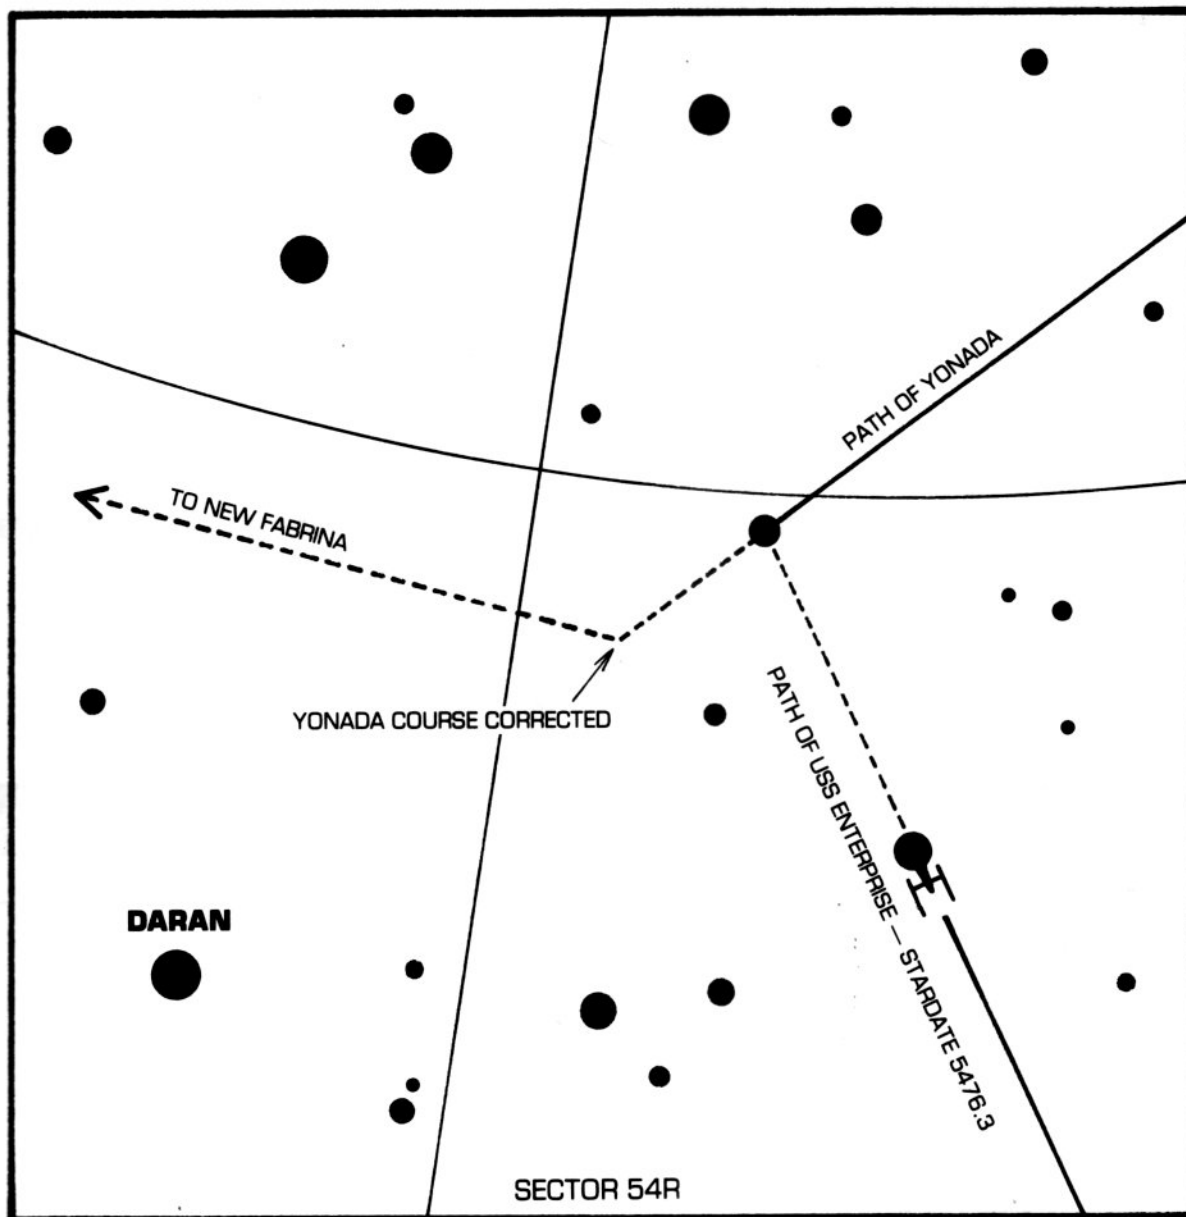 PATH OF YONADA
TO NEW FABRINA
YONADA COURSE CORRECTED
PATH OF USS ENTERPRISE — STARDATE 5476.3
DARAN
SECTOR 54R